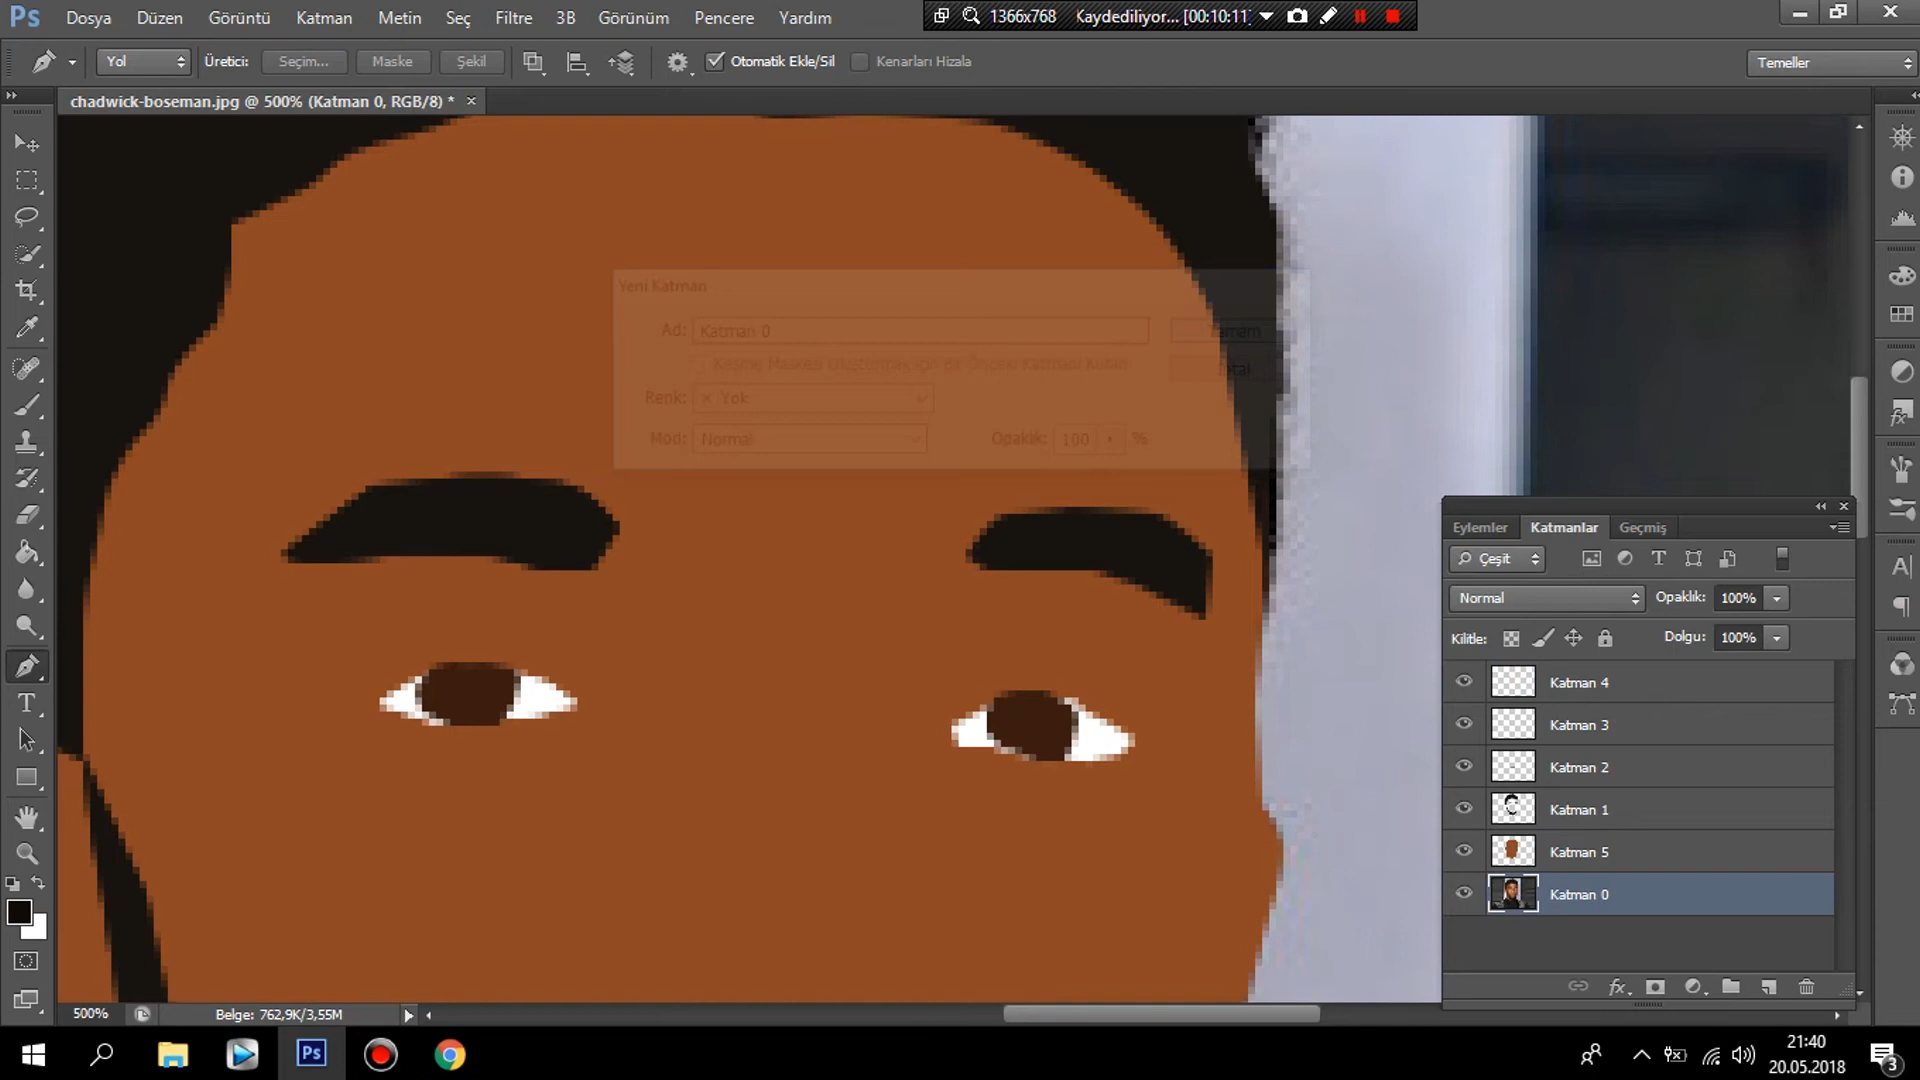 Ps Dosya Düzen Görüntü Katman Metin Seç Filtre 3B Görünüm Pencere Yardım
1366x768 Kaydediliyor... [00:10:11]
Yol Üretici: Seçim... Maske Şekil Otomatik Ekle/Sil Kenarları Hizala Temeller
chadwick-boseman.jpg @ 500% (Katman 0, RGB/8) *
Yeni Katman
Ad: Katman 0 Tamam
İptal
Renk: Yok
Mod: Normal Opaklık: 100 %
Eylemler Katmanlar Geçmiş
Çeşit
Normal Opaklık: 100%
Kilitle: Dolgu: 100%
Katman 4
Katman 3
Katman 2
Katman 1
Katman 5
Katman 0
500% Belge: 762,9K/3,55M
Ps
21:40
20.05.2018
3